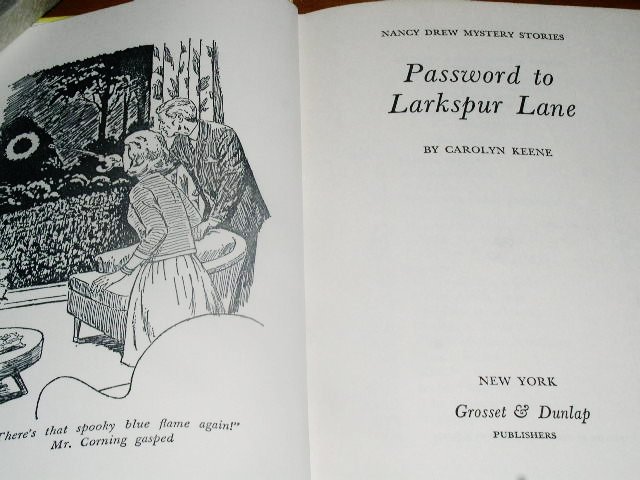 There's that spooky blue flame again!"
Mr. Corning gasped
NANCY DREW MYSTERY STORIES
Password to
Larkspur Lane
BY CAROLYN KEENE
NEW YORK
Grosset & Dunlap
PUBLISHERS